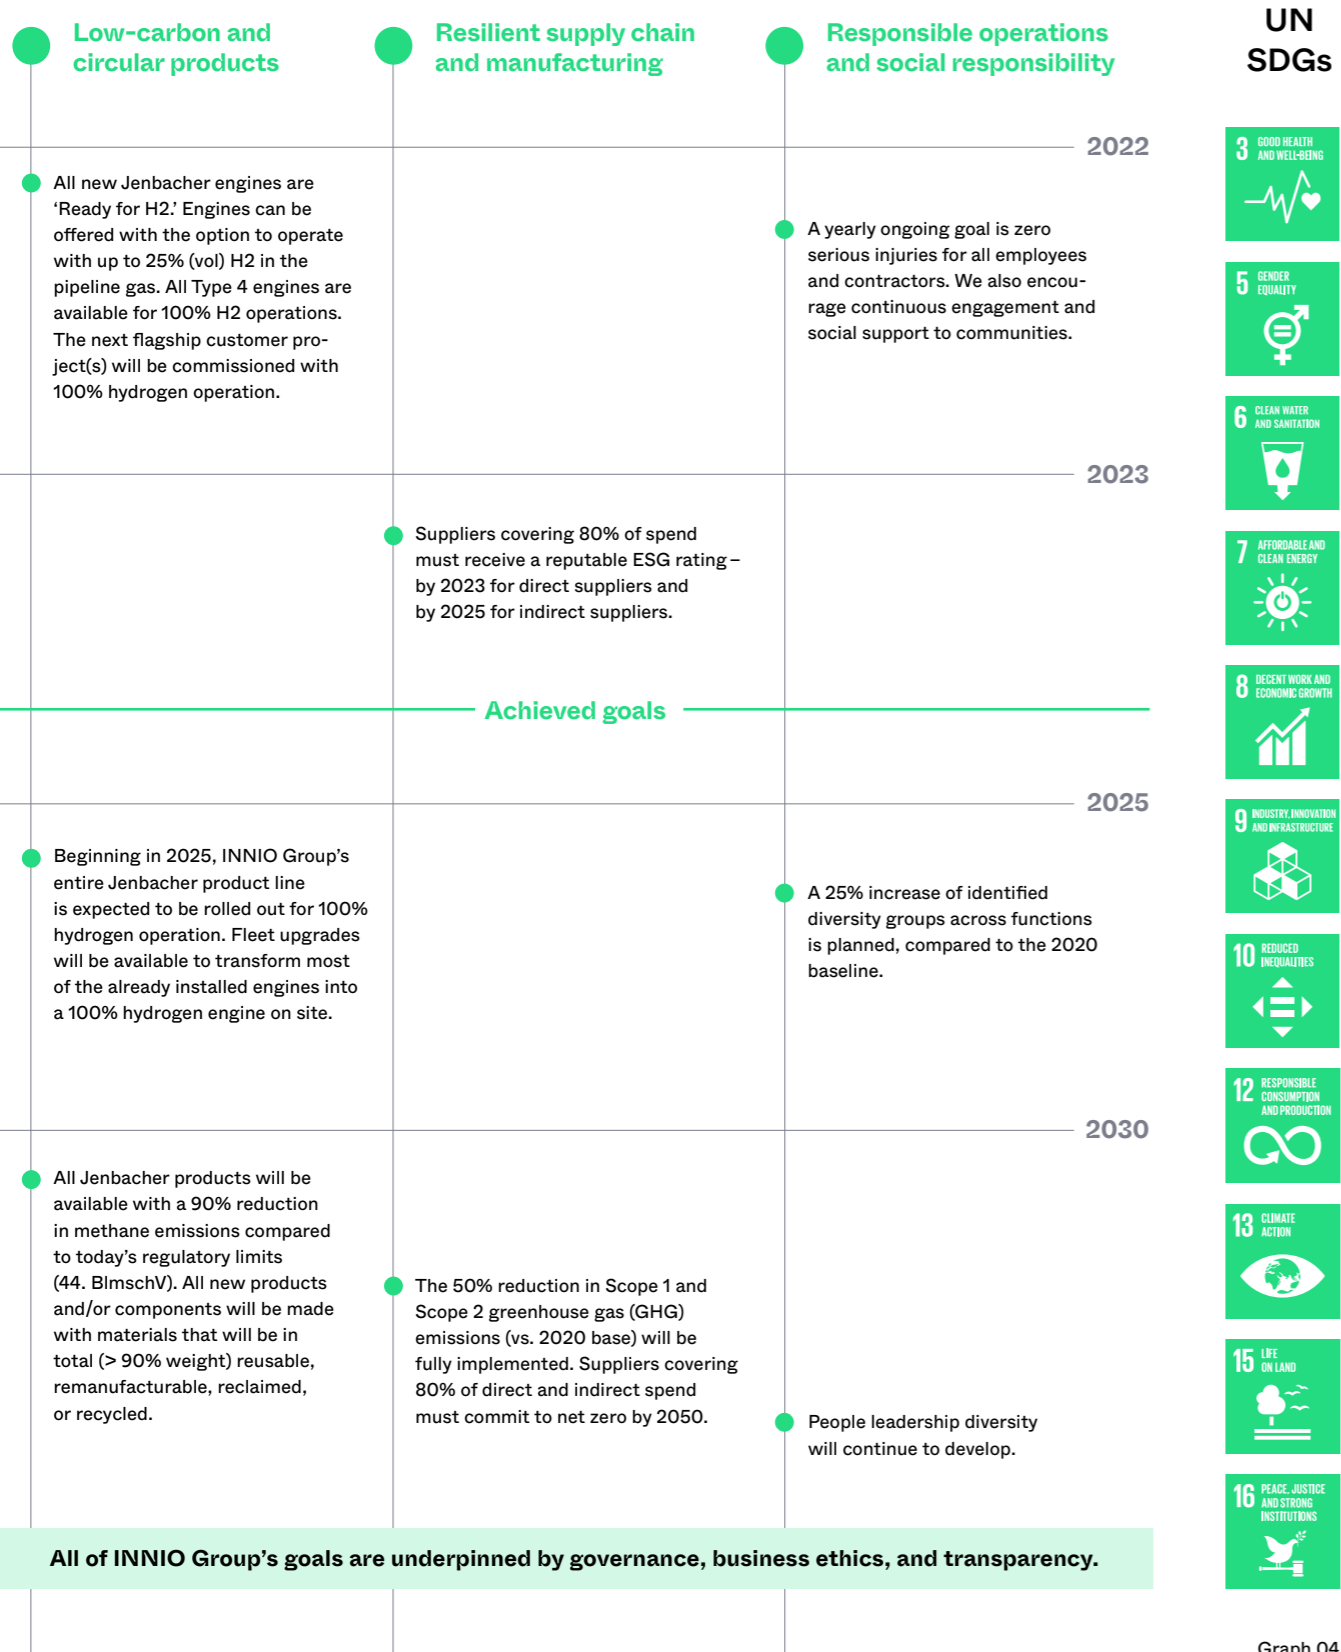 Low-carbon and
circular products
Resilient supply chain
and manufacturing
Responsible operations
and social responsibility
UN
SDGs
2022
All new Jenbacher engines are
‘Ready for H2.’ Engines can be
offered with the option to operate
with up to 25% (vol) H2 in the
pipeline gas. All Type 4 engines are
available for 100% H2 operations.
The next flagship customer pro-
ject(s) will be commissioned with
100% hydrogen operation.
A yearly ongoing goal is zero
serious injuries for all employees
and contractors. We also encou-
rage continuous engagement and
social support to communities.
2023
Suppliers covering 80% of spend
must receive a reputable ESG rating –
by 2023 for direct suppliers and
by 2025 for indirect suppliers.
Achieved goals
2025
Beginning in 2025, INNIO Group’s
entire Jenbacher product line
is expected to be rolled out for 100%
hydrogen operation. Fleet upgrades
will be available to transform most
of the already installed engines into
a 100% hydrogen engine on site.
A 25% increase of identified
diversity groups across functions
is planned, compared to the 2020
baseline.
2030
All Jenbacher products will be
available with a 90% reduction
in methane emissions compared
to today’s regulatory limits
(44. BlmschV). All new products
and/or components will be made
with materials that will be in
total (> 90% weight) reusable,
remanufacturable, reclaimed,
or recycled.
The 50% reduction in Scope 1 and
Scope 2 greenhouse gas (GHG)
emissions (vs. 2020 base) will be
fully implemented. Suppliers covering
80% of direct and indirect spend
must commit to net zero by 2050.
People leadership diversity
will continue to develop.
All of INNIO Group’s goals are underpinned by governance, business ethics, and transparency.
3 GOOD HEALTH
AND WELL-BEING
5 GENDER
EQUALITY
6 CLEAN WATER
AND SANITATION
7 AFFORDABLE AND
CLEAN ENERGY
8 DECENT WORK AND
ECONOMIC GROWTH
9 INDUSTRY, INNOVATION
AND INFRASTRUCTURE
10 REDUCED
INEQUALITIES
12 RESPONSIBLE
CONSUMPTION
AND PRODUCTION
13 CLIMATE
ACTION
15 LIFE
ON LAND
16 PEACE, JUSTICE
AND STRONG
INSTITUTIONS
Graph 04